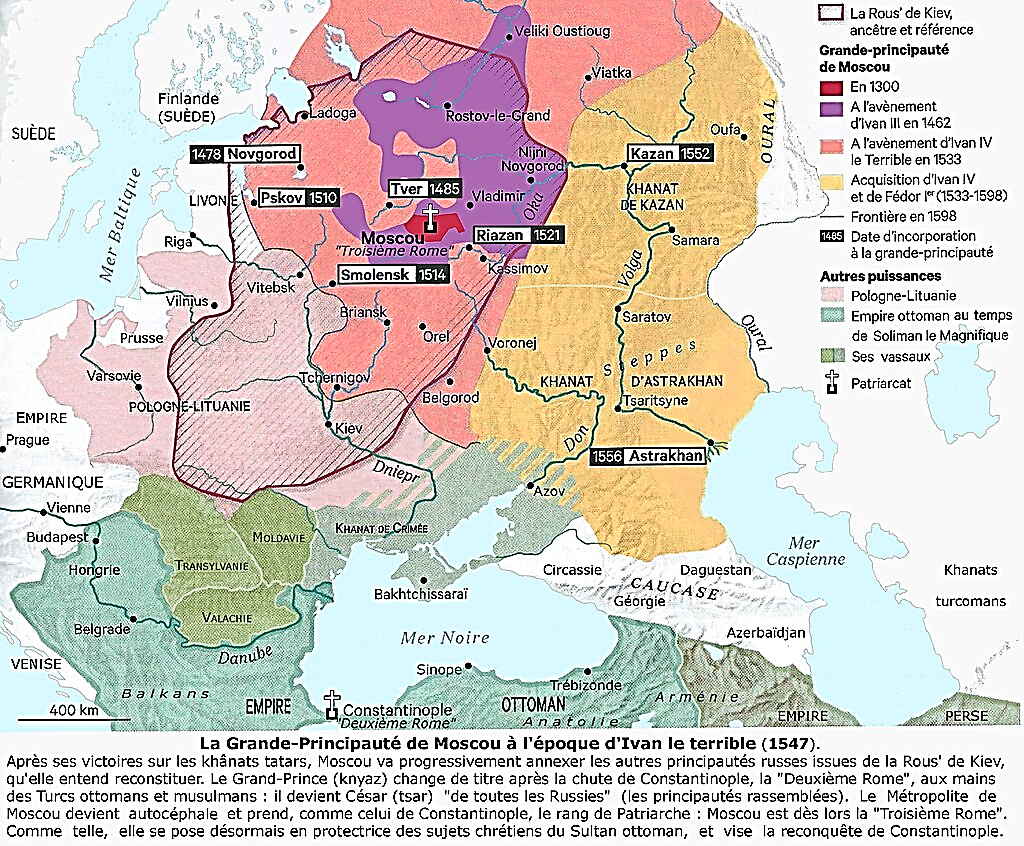 La Rous' de Kiev,
ancêtre et référence
Grande-principauté
de Moscou
En 1300
A l'avènement
d'Ivan III en 1462
A l'avènement d'Ivan IV
le Terrible en 1533
Acquisition d'Ivan IV
et de Fédor Ier (1533-1598)
Frontière en 1598
1485 Date d'incorporation
à la grande-principauté
Autres puissances
Pologne-Lituanie
Empire ottoman au temps
de Soliman le Magnifique
Ses vassaux
Patriarcat
Veliki Oustioug
Viatka
Finlande
(SUÈDE)
SUÈDE
Ladoga
Rostov-le-Grand
Oufa
OURAL
1478 Novgorod
Nijni
Novgorod
Kazan 1552
KHANAT
DE KAZAN
LIVONIE
Pskov 1510
Tver 1485
Vladimir
Oka
Mer Baltique
Riga
Moscou
"Troisième Rome"
Riazan 1521
Samara
Kassimov
Volga
Smolensk 1514
Vitebsk
Vilnius
Briansk
Orel
Saratov
Oural
Prusse
Voronej
Steppes
Varsovie
Tchernigov
KHANAT
D'ASTRAKHAN
Belgorod
Tsaritsyne
POLOGNE-LITUANIE
EMPIRE
Kiev
Prague
Don
1556 Astrakhan
Dniepr
GERMANIQUE
Azov
Vienne
KHANAT DE CRIMÉE
Budapest
MOLDAVIE
Mer
Caspienne
Hongrie
TRANSYLVANIE
Circassie
Daguestan
Khanats
turcomans
CAUCASE
Bakhtchissaraï
Géorgie
VALACHIE
Belgrade
Azerbaïdjan
Mer Noire
VENISE
Danube
Sinope
Trébizonde
Balkans
Arménie
400 km
EMPIRE
Constantinople
"Deuxième Rome"
OTTOMAN
Anatolie
EMPIRE
PERSE
La Grande-Principauté de Moscou à l'époque d'Ivan le terrible (1547).
Après ses victoires sur les khânats tatars, Moscou va progressivement annexer les autres principautés russes issues de la Rous' de Kiev,
qu'elle entend reconstituer. Le Grand-Prince (knyaz) change de titre après la chute de Constantinople, la "Deuxième Rome", aux mains
des Turcs ottomans et musulmans : il devient César (tsar) "de toutes les Russies" (les principautés rassemblées). Le Métropolite de
Moscou devient autocéphale et prend, comme celui de Constantinople, le rang de Patriarche : Moscou est dès lors la "Troisième Rome".
Comme telle, elle se pose désormais en protectrice des sujets chrétiens du Sultan ottoman, et vise la reconquête de Constantinople.